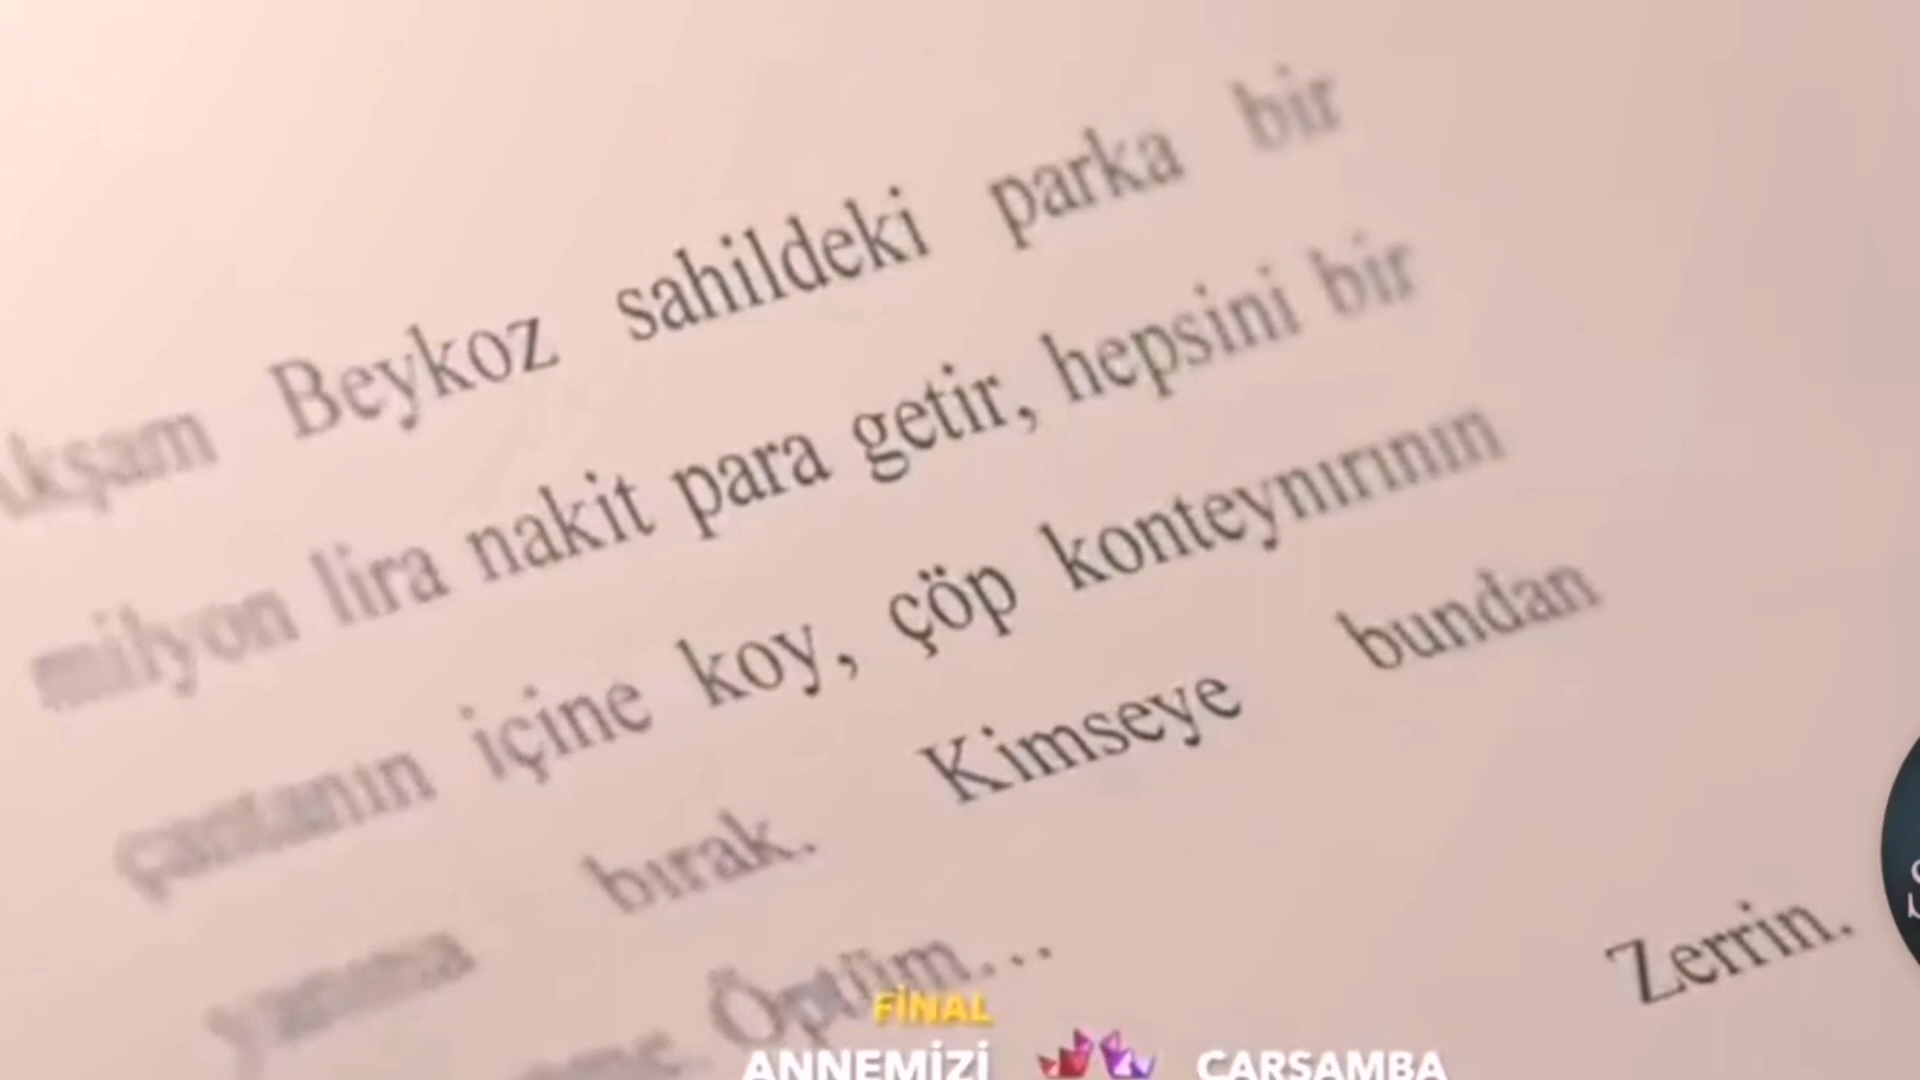 Akşam Beykoz sahildeki parka bir
milyon lira nakit para getir, hepsini bir
çantanın içine koy, çöp konteynırının
yanına bırak. Kimseye bundan
Öptüm... Zerrin.
FİNAL
ANNEMİZİ ÇARŞAMBA